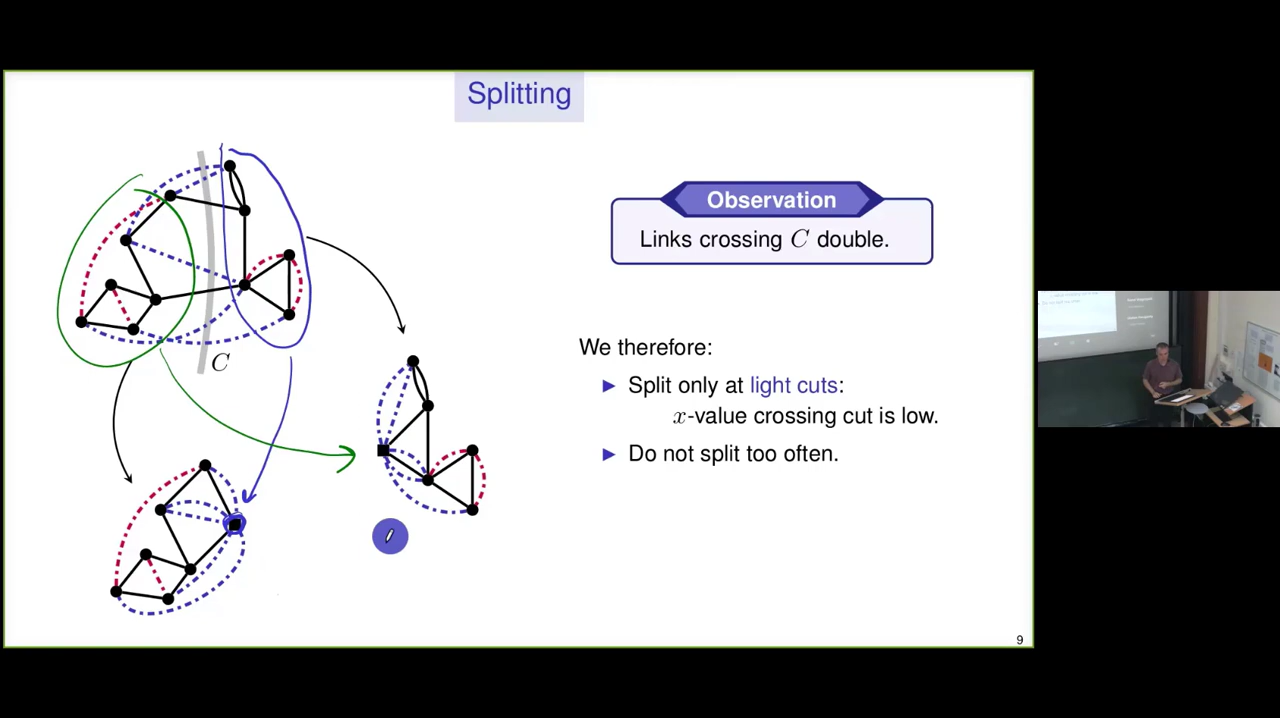 Splitting
Observation
Links crossing C double.
C
We therefore:
▶ Split only at light cuts:
x-value crossing cut is low.
▶ Do not split too often.
9